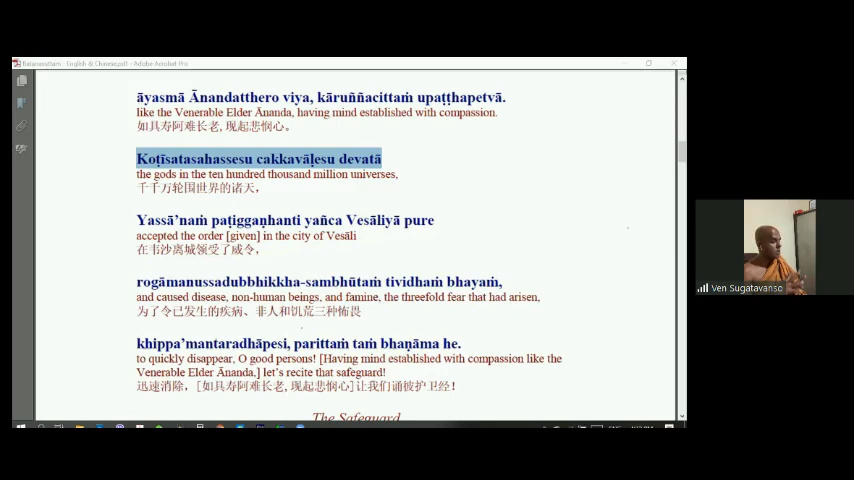 Ratanasuttam - English & Chinese.pdf - Adobe Acrobat Pro
āyasmā Ānandatthero viya, kāruññacittaṁ upaṭṭhapetvā.
like the Venerable Elder Ānanda, having mind established with compassion.
如具寿阿难长老, 现起悲悯心。
Koṭīsatasahassesu cakkavāḷesu devatā
the gods in the ten hundred thousand million universes,
千千万轮围世界的诸天，
Yassā’naṁ paṭiggaṇhanti yañca Vesāliyā pure
accepted the order [given] in the city of Vesāli
在韦沙离城领受了威令，
rogāmanussadubbhikkha-sambhūtaṁ tividhaṁ bhayaṁ,
and caused disease, non-human beings, and famine, the threefold fear that had arisen,
为了令已发生的疾病、非人和饥荒三种怖畏
khippa’mantaradhāpesi, parittaṁ taṁ bhaṇāma he.
to quickly disappear, O good persons! [Having mind established with compassion like the
Venerable Elder Ānanda,] let’s recite that safeguard!
迅速消除，[如具寿阿难长老, 现起悲悯心] 让我们诵彼护卫经！
The Safeguard
Ven Sugatavanso